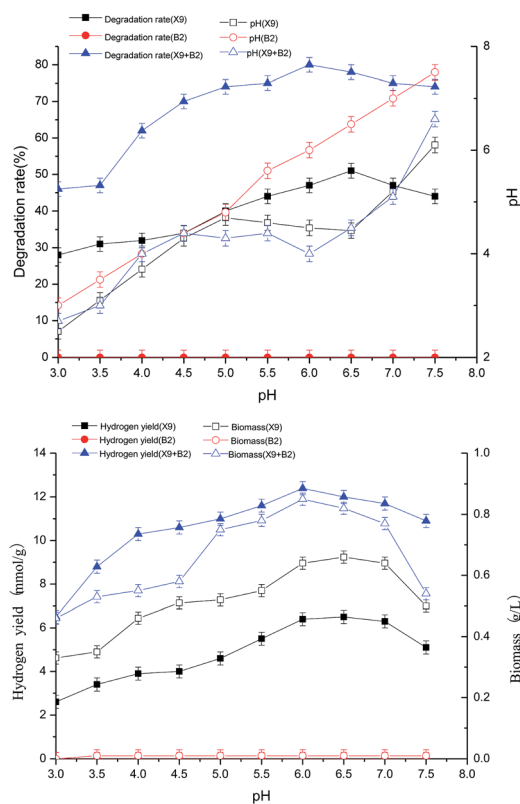 Degradation rate(X9) pH(X9)
Degradation rate(B2) pH(B2)
Degradation rate(X9+B2) pH(X9+B2)
80
70
60
50
40
30
20
10
0
Degradation rate(%)
8
6
4
2
pH
3.0 3.5 4.0 4.5 5.0 5.5 6.0 6.5 7.0 7.5 8.0
pH
Hydrogen yield(X9) Biomass(X9)
Hydrogen yield(B2) Biomass(B2)
Hydrogen yield(X9+B2) Biomass(X9+B2)
14
12
10
8
6
4
2
0
Hydrogen yield (mmol/g)
1.0
0.8
0.6
0.4
0.2
0.0
Biomass (g/L)
3.0 3.5 4.0 4.5 5.0 5.5 6.0 6.5 7.0 7.5 8.0
pH